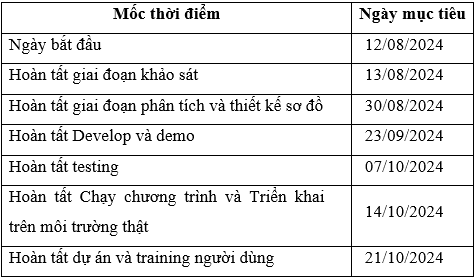 Mốc thời điểm Ngày mục tiêu
Ngày bắt đầu 12/08/2024
Hoàn tất giai đoạn khảo sát 13/08/2024
Hoàn tất giai đoạn phân tích và thiết kế sơ đồ 30/08/2024
Hoàn tất Develop và demo 23/09/2024
Hoàn tất testing 07/10/2024
Hoàn tất Chạy chương trình và Triển khai
trên môi trường thật 14/10/2024
Hoàn tất dự án và training người dùng 21/10/2024